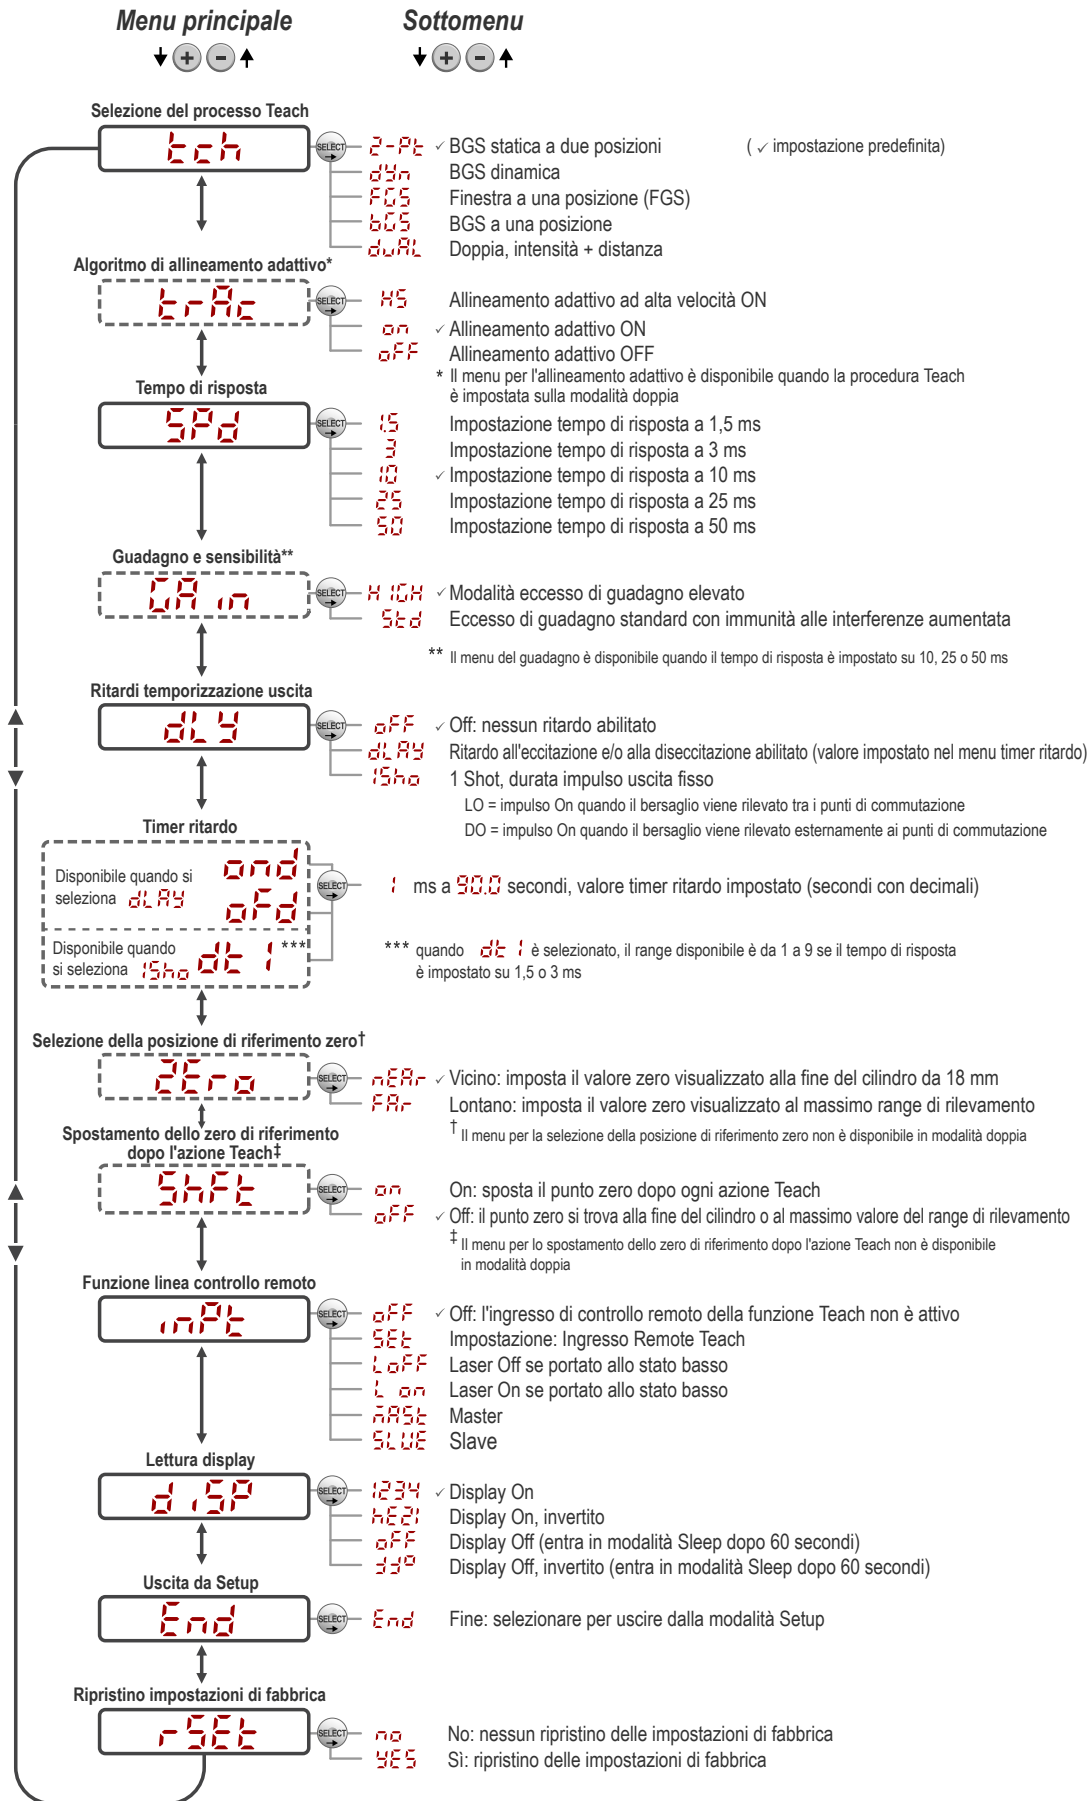 Menu principale
Sottomenu
+ -
+ -
Selezione del processo Teach
tch
SELECT
2-Pt ✓ BGS statica a due posizioni
( ✓ impostazione predefinita)
dYn BGS dinamica
FGS Finestra a una posizione (FGS)
bGS BGS a una posizione
duAL Doppia, intensità + distanza
Algoritmo di allineamento adattivo*
trAc
SELECT
HS Allineamento adattivo ad alta velocità ON
on ✓ Allineamento adattivo ON
oFF Allineamento adattivo OFF
* Il menu per l'allineamento adattivo è disponibile quando la procedura Teach
è impostata sulla modalità doppia
Tempo di risposta
SPd
SELECT
1.5 Impostazione tempo di risposta a 1,5 ms
3 Impostazione tempo di risposta a 3 ms
10 ✓ Impostazione tempo di risposta a 10 ms
25 Impostazione tempo di risposta a 25 ms
50 Impostazione tempo di risposta a 50 ms
Guadagno e sensibilità**
GAin
SELECT
HIGH ✓ Modalità eccesso di guadagno elevato
Std Eccesso di guadagno standard con immunità alle interferenze aumentata
** Il menu del guadagno è disponibile quando il tempo di risposta è impostato su 10, 25 o 50 ms
Ritardi temporizzazione uscita
dLY
SELECT
oFF ✓ Off: nessun ritardo abilitato
dLAY Ritardo all'eccitazione e/o alla diseccitazione abilitato (valore impostato nel menu timer ritardo)
1Sho 1 Shot, durata impulso uscita fisso
LO = impulso On quando il bersaglio viene rilevato tra i punti di commutazione
DO = impulso On quando il bersaglio viene rilevato esternamente ai punti di commutazione
Timer ritardo
Disponibile quando si
seleziona dLAY
ond
oFd
SELECT
1 ms a 90.0 secondi, valore timer ritardo impostato (secondi con decimali)
Disponibile quando
si seleziona 1Sho dt1 ***
*** quando dt1 è selezionato, il range disponibile è da 1 a 9 se il tempo di risposta
è impostato su 1,5 o 3 ms
Selezione della posizione di riferimento zero†
ZEro
SELECT
nEAr ✓ Vicino: imposta il valore zero visualizzato alla fine del cilindro da 18 mm
FAr Lontano: imposta il valore zero visualizzato al massimo range di rilevamento
† Il menu per la selezione della posizione di riferimento zero non è disponibile in modalità doppia
Spostamento dello zero di riferimento
dopo l'azione Teach‡
ShFt
SELECT
on On: sposta il punto zero dopo ogni azione Teach
oFF ✓ Off: il punto zero si trova alla fine del cilindro o al massimo valore del range di rilevamento
‡ Il menu per lo spostamento dello zero di riferimento dopo l'azione Teach non è disponibile
in modalità doppia
Funzione linea controllo remoto
inPt
SELECT
oFF ✓ Off: l'ingresso di controllo remoto della funzione Teach non è attivo
SEt Impostazione: Ingresso Remote Teach
LoFF Laser Off se portato allo stato basso
L on Laser On se portato allo stato basso
mASt Master
SLUE Slave
Lettura display
diSP
SELECT
1234 ✓ Display On
hEZI Display On, invertito
oFF Display Off (entra in modalità Sleep dopo 60 secondi)
Display Off, invertito (entra in modalità Sleep dopo 60 secondi)
Uscita da Setup
End
SELECT
End Fine: selezionare per uscire dalla modalità Setup
Ripristino impostazioni di fabbrica
rSEt
SELECT
no No: nessun ripristino delle impostazioni di fabbrica
YES Sì: ripristino delle impostazioni di fabbrica